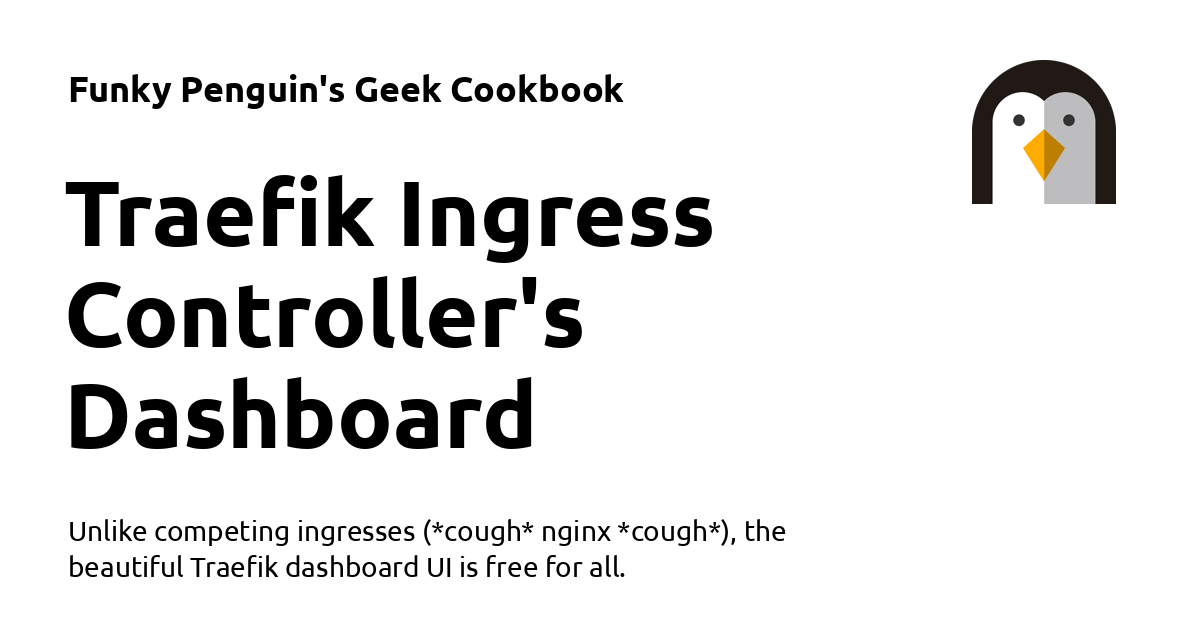 Funky Penguin's Geek Cookbook
Traefik Ingress
Controller's
Dashboard
Unlike competing ingresses (*cough* nginx *cough*), the
beautiful Traefik dashboard UI is free for all.